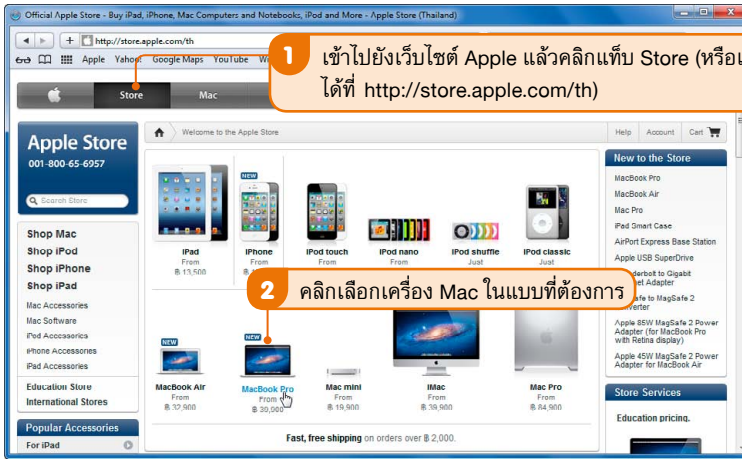 Official Apple Store - Buy iPad, iPhone, Mac Computers and Notebooks, iPod and More - Apple Store (Thailand)
http://store.apple.com/th
Apple Yahoo! Google Maps YouTube
1 เข้าไปยังเว็บไซต์ Apple แล้วคลิกแท็บ Store (หรือ
ได้ที่ http://store.apple.com/th)
Store Mac
Apple Store
001-800-65-6957
Search Store
Welcome to the Apple Store
Help Account Cart
Shop Mac
Shop iPod
Shop iPhone
Shop iPad
Mac Accessories
Mac Software
iPod Accessories
iPhone Accessories
iPad Accessories
Education Store
International Stores
Popular Accessories
For iPad
NEW
iPad iPhone iPod touch iPod nano iPod shuffle iPod classic
From From From From Just Just
฿ 13,500
2 คลิกเลือกเครื่อง Mac ในแบบที่ต้องการ
NEW NEW
MacBook Air MacBook Pro Mac mini iMac Mac Pro
From From From From From
฿ 32,900 ฿ 30,900 ฿ 19,900 ฿ 39,900 ฿ 84,900
Fast, free shipping on orders over ฿ 2,000.
New to the Store
MacBook Pro
MacBook Air
Mac Pro
iPad Smart Case
AirPort Express Base Station
Apple USB SuperDrive
to Gigabit
Adapter
to MagSafe 2
Apple 85W MagSafe 2 Power
Adapter (for MacBook Pro
with Retina display)
Apple 45W MagSafe 2 Power
Adapter for MacBook Air
Store Services
Education pricing.